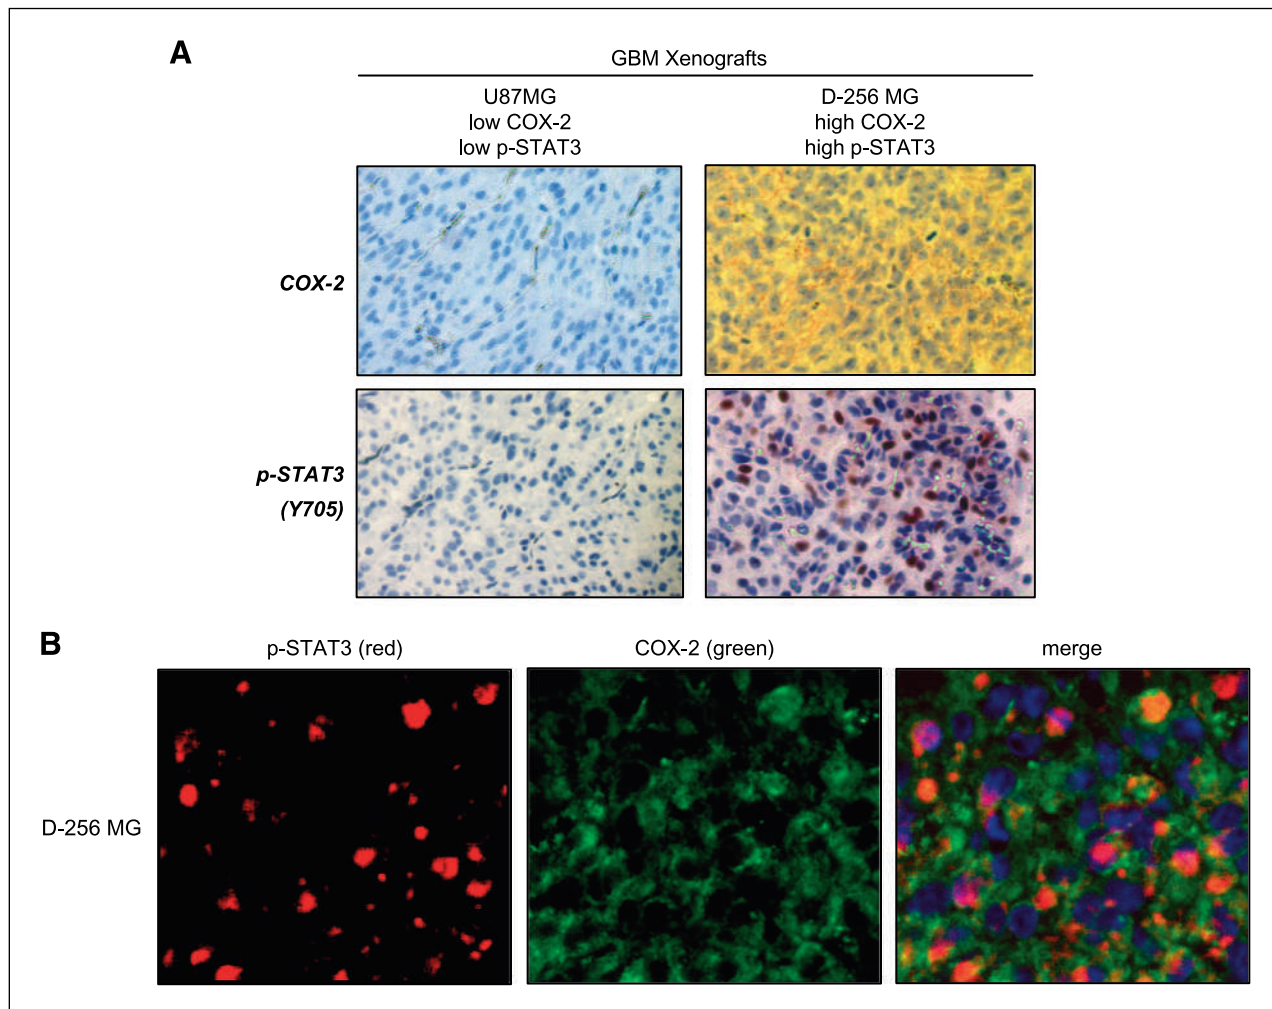 A
GBM Xenografts
U87MG
low COX-2
low p-STAT3
D-256 MG
high COX-2
high p-STAT3
COX-2
p-STAT3
(Y705)
B
p-STAT3 (red)
COX-2 (green)
merge
D-256 MG